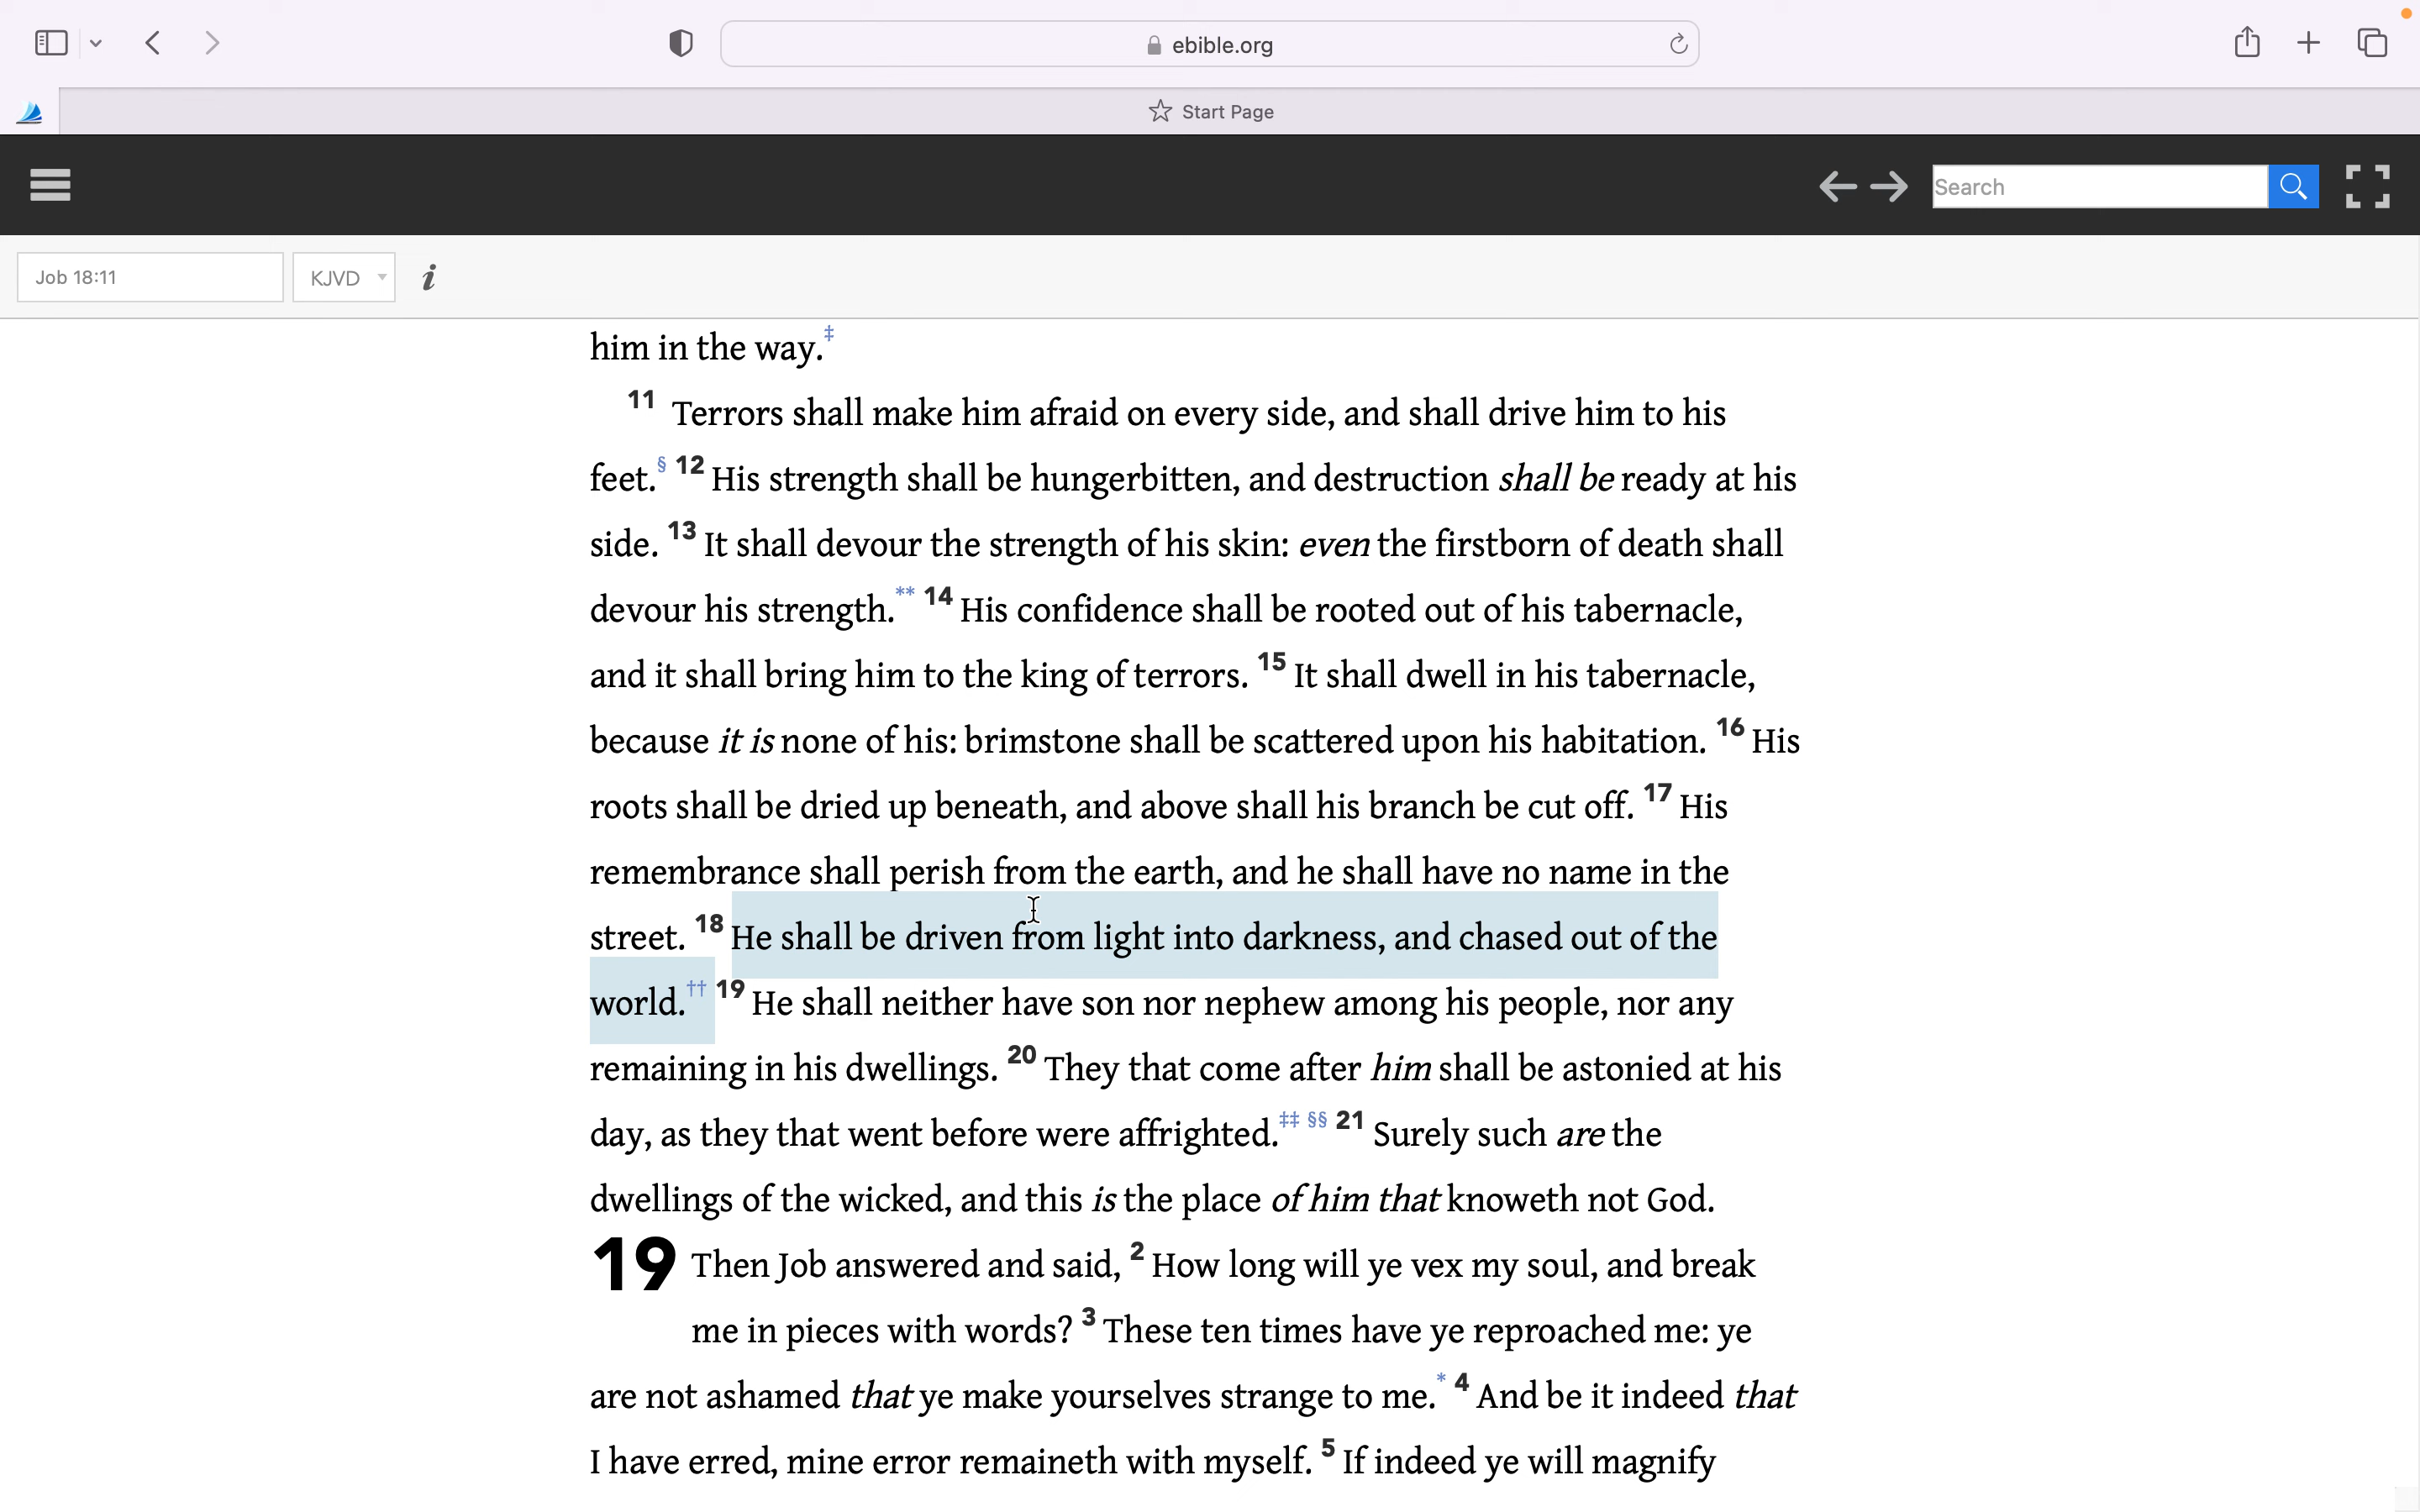 ebible.org
Start Page
Search
Job 18:11 KJVD i
him in the way.‡
11 Terrors shall make him afraid on every side, and shall drive him to his
feet.§ 12 His strength shall be hungerbitten, and destruction shall be ready at his
side. 13 It shall devour the strength of his skin: even the firstborn of death shall
devour his strength.** 14 His confidence shall be rooted out of his tabernacle,
and it shall bring him to the king of terrors. 15 It shall dwell in his tabernacle,
because it is none of his: brimstone shall be scattered upon his habitation. 16 His
roots shall be dried up beneath, and above shall his branch be cut off. 17 His
remembrance shall perish from the earth, and he shall have no name in the
street. 18 He shall be driven from light into darkness, and chased out of the
world.†† 19 He shall neither have son nor nephew among his people, nor any
remaining in his dwellings. 20 They that come after him shall be astonied at his
day, as they that went before were affrighted.‡‡ §§ 21 Surely such are the
dwellings of the wicked, and this is the place of him that knoweth not God.
19 Then Job answered and said, 2 How long will ye vex my soul, and break
me in pieces with words? 3 These ten times have ye reproached me: ye
are not ashamed that ye make yourselves strange to me.* 4 And be it indeed that
I have erred, mine error remaineth with myself. 5 If indeed ye will magnify